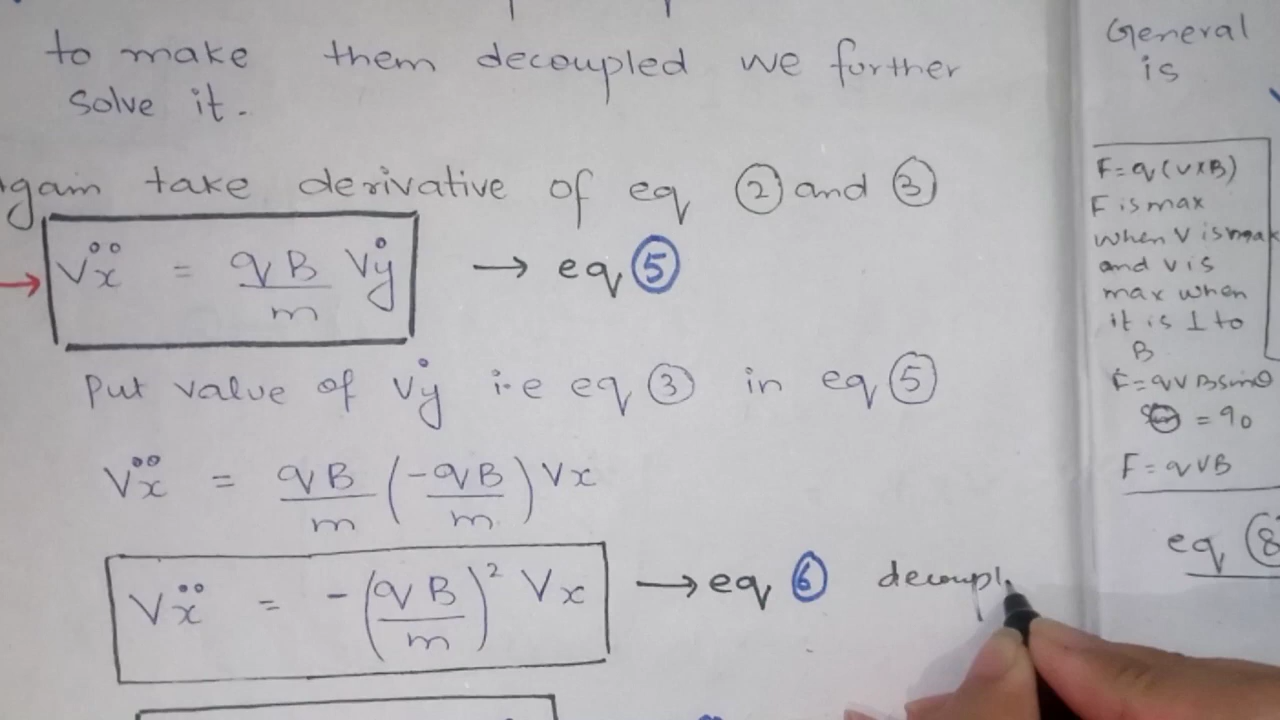 to make them decoupled we further
solve it.
Again take derivative of eq ② and ③
V̈x = qB/m V̇y → eq ⑤
Put value of V̇y i.e eq ③ in eq ⑤
V̈x = qB/m (-qB/m) Vx
V̈x = -(qB/m)² Vx → eq ⑥ decoupl
General
is
F=q(V×B)
F is max
when V is max
and V is
max when
it is ⊥ to
B
F=qVBsinθ
= 90
F=qVB
eq ⑧